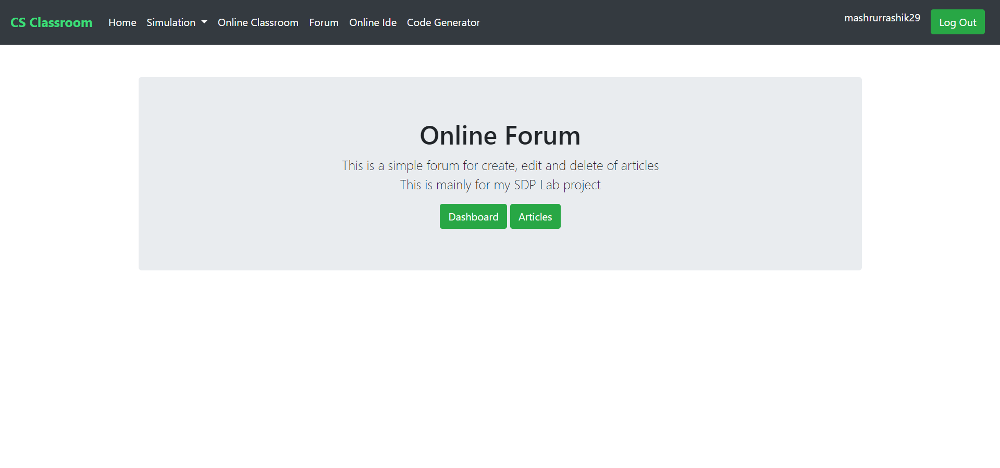 CS Classroom Home Simulation Online Classroom Forum Online Ide Code Generator mashrurrashik29 Log Out
Online Forum
This is a simple forum for create, edit and delete of articles
This is mainly for my SDP Lab project
Dashboard Articles